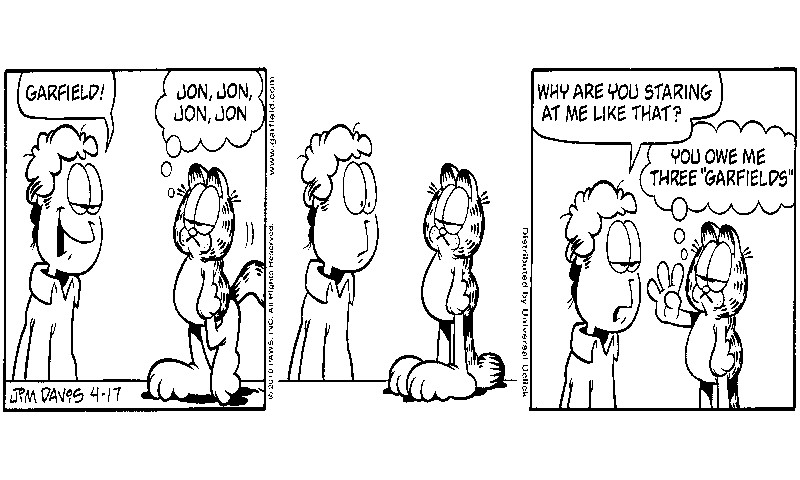 GARFIELD!
JON, JON,
JON, JON
JIM DAVIS 4-17
www.garfield.com
© 2010 PAWS, INC. All Rights Reserved.
WHY ARE YOU STARING
AT ME LIKE THAT?
YOU OWE ME
THREE "GARFIELDS"
Distributed by Universal Uclick